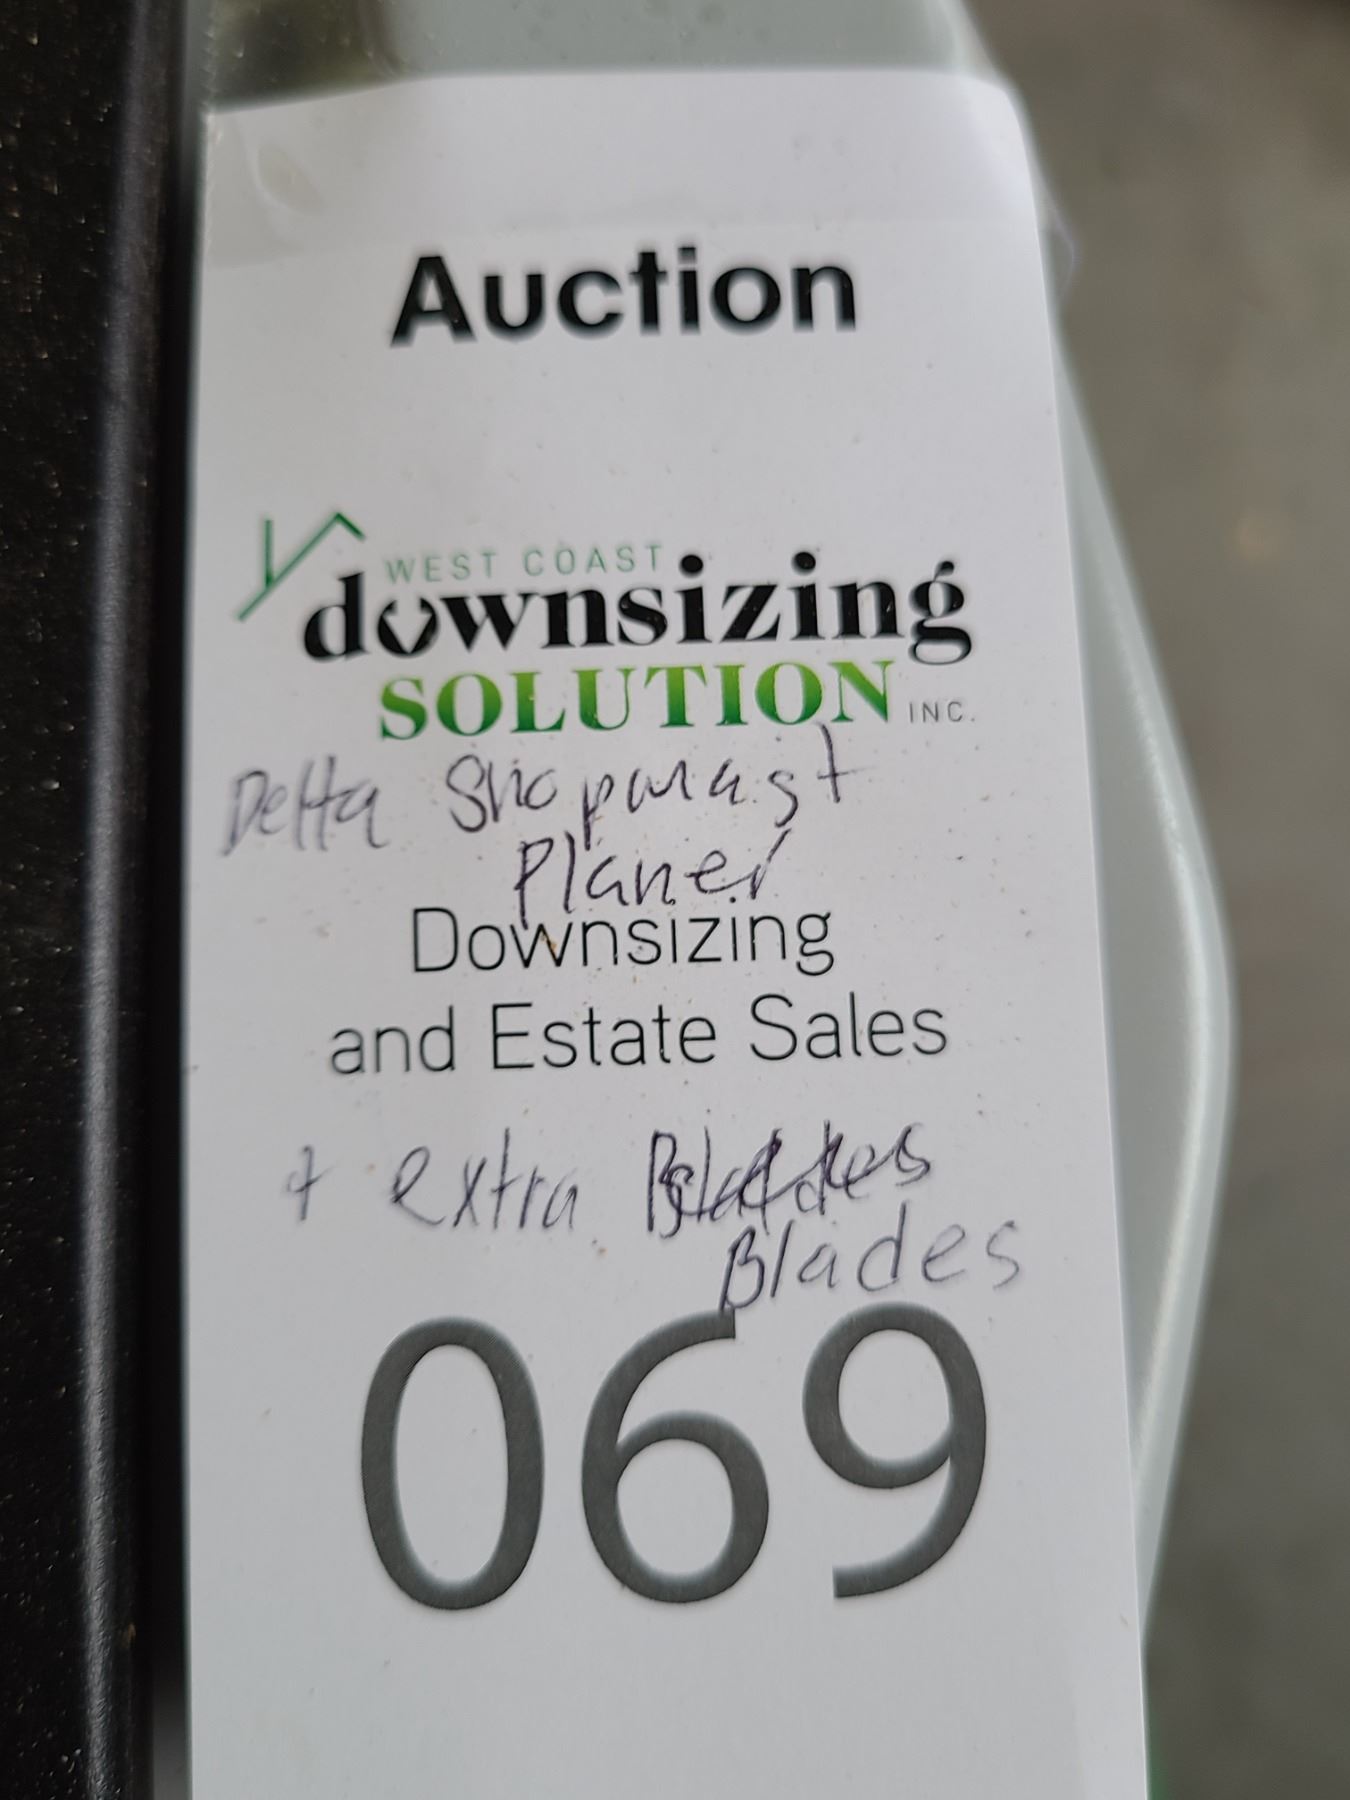 Auction
WEST COAST
downsizing
SOLUTION INC.
Delta Shopmast
Planer
Downsizing
and Estate Sales
+ extra
Blades
069